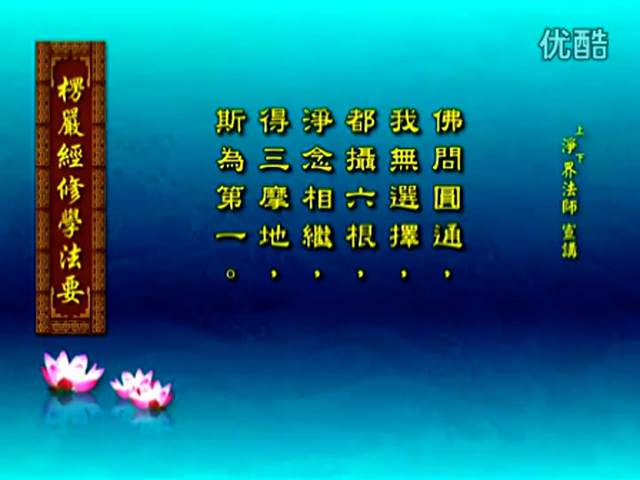 優酷
上淨下界法師 宣講
佛問圓通，
我無選擇，
都攝六根，
淨念相繼，
得三摩地，
斯為第一。
楞嚴經修學法要